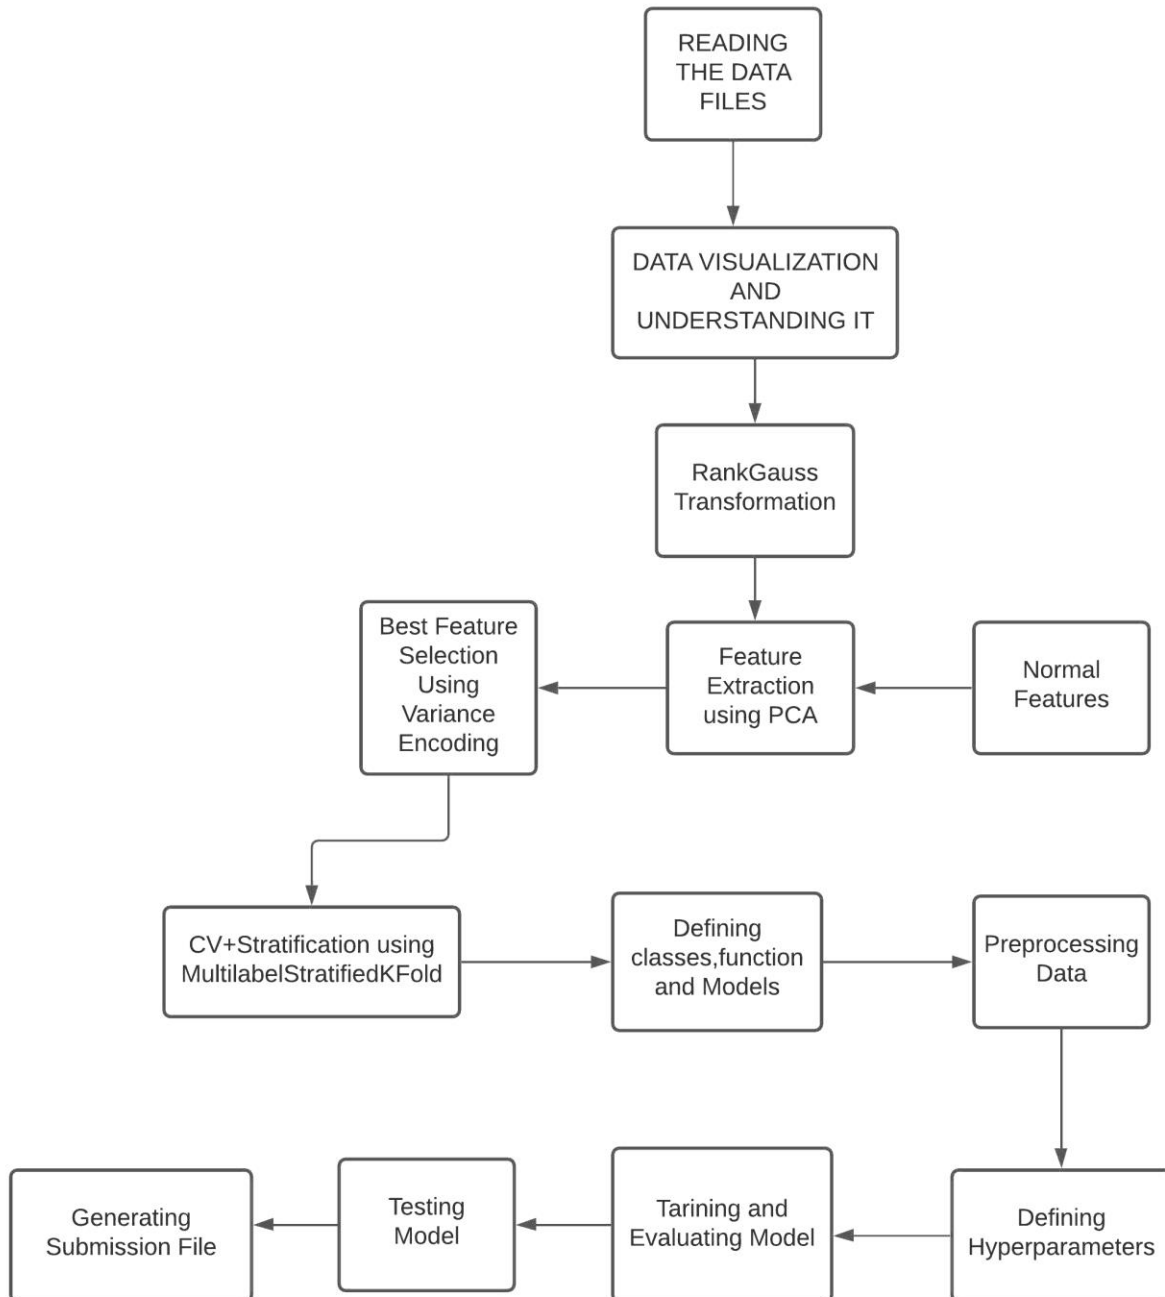 READING
THE DATA
FILES
DATA VISUALIZATION
AND
UNDERSTANDING IT
RankGauss
Transformation
Best Feature
Selection
Using
Variance
Encoding
Feature
Extraction
using PCA
Normal
Features
CV+Stratification using
MultilabelStratifiedKFold
Defining
classes,function
and Models
Preprocessing
Data
Generating
Submission File
Testing
Model
Tarining and
Evaluating Model
Defining
Hyperparameters